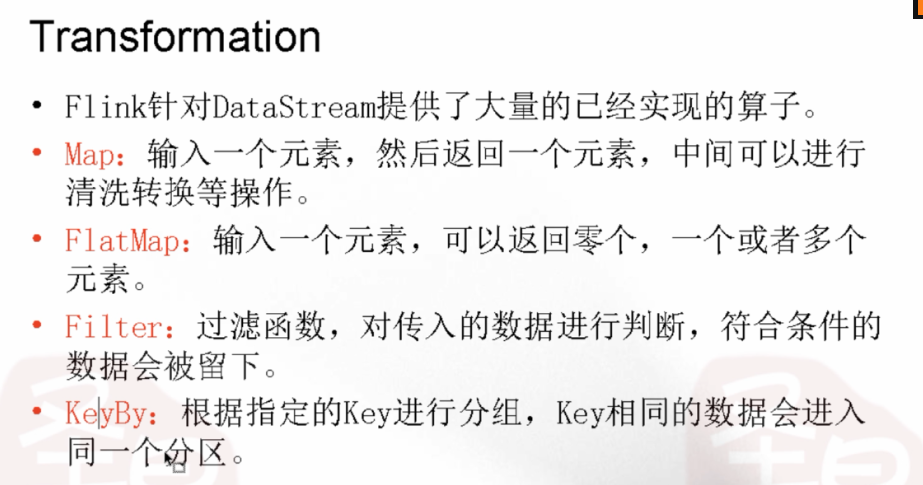 Transformation
• Flink针对DataStream提供了大量的已经实现的算子。
• Map：输入一个元素，然后返回一个元素，中间可以进行
清洗转换等操作。
• FlatMap：输入一个元素，可以返回零个，一个或者多个
元素。
• Filter：过滤函数，对传入的数据进行判断，符合条件的
数据会被留下。
• KeyBy：根据指定的Key进行分组，Key相同的数据会进入
同一个分区。